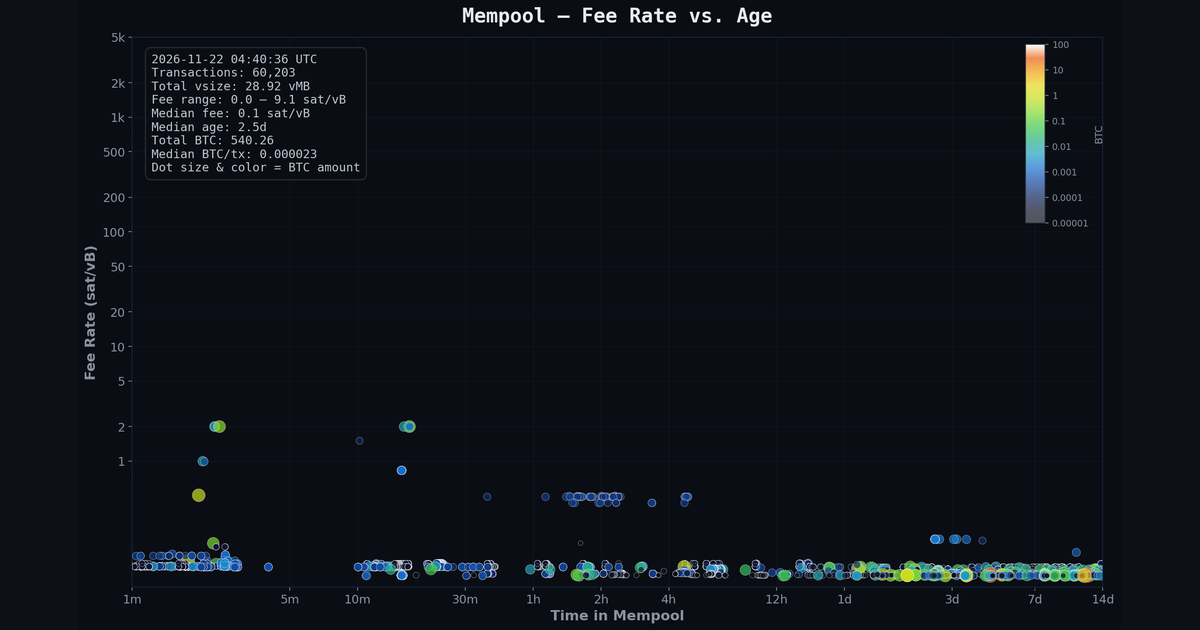 Mempool — Fee Rate vs. Age
2026-11-22 04:40:36 UTC
Transactions: 60,203
Total vsize: 28.92 vMB
Fee range: 0.0 — 9.1 sat/vB
Median fee: 0.1 sat/vB
Median age: 2.5d
Total BTC: 540.26
Median BTC/tx: 0.000023
Dot size & color = BTC amount
100
10
1
0.1
0.01
0.001
0.0001
0.00001
BTC
Fee Rate (sat/vB)
5k
2k
1k
500
200
100
50
20
10
5
2
1
1m 5m 10m 30m 1h 2h 4h 12h 1d 3d 7d 14d
Time in Mempool